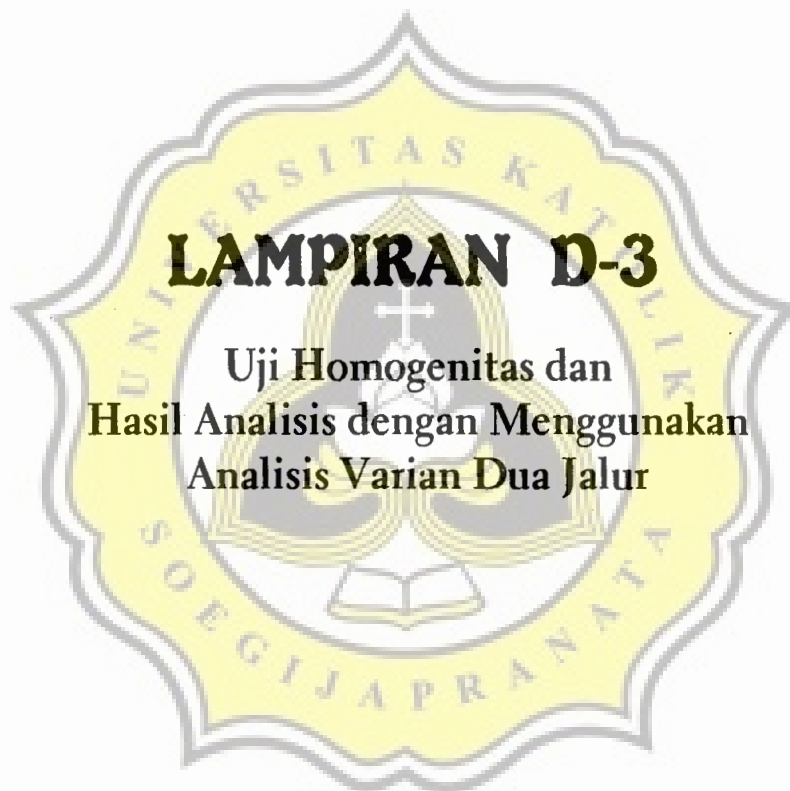 UNIVERSITAS KATOLIK
LAMPIRAN D-3
Uji Homogenitas dan
Hasil Analisis dengan Menggunakan
Analisis Varian Dua Jalur
SOEGIJAPRANATA